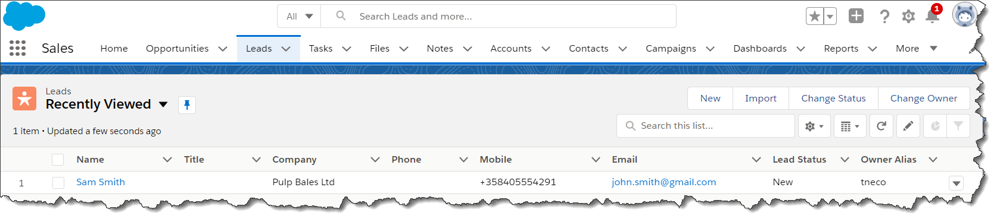 All Search Leads and more... 1
Sales Home Opportunities Leads Tasks Files Notes Accounts Contacts Campaigns Dashboards Reports More
Leads
Recently Viewed
New Import Change Status Change Owner
1 item • Updated a few seconds ago
Search this list...
Name Title Company Phone Mobile Email Lead Status Owner Alias
1 Sam Smith Pulp Bales Ltd +358405554291 john.smith@gmail.com New tneco